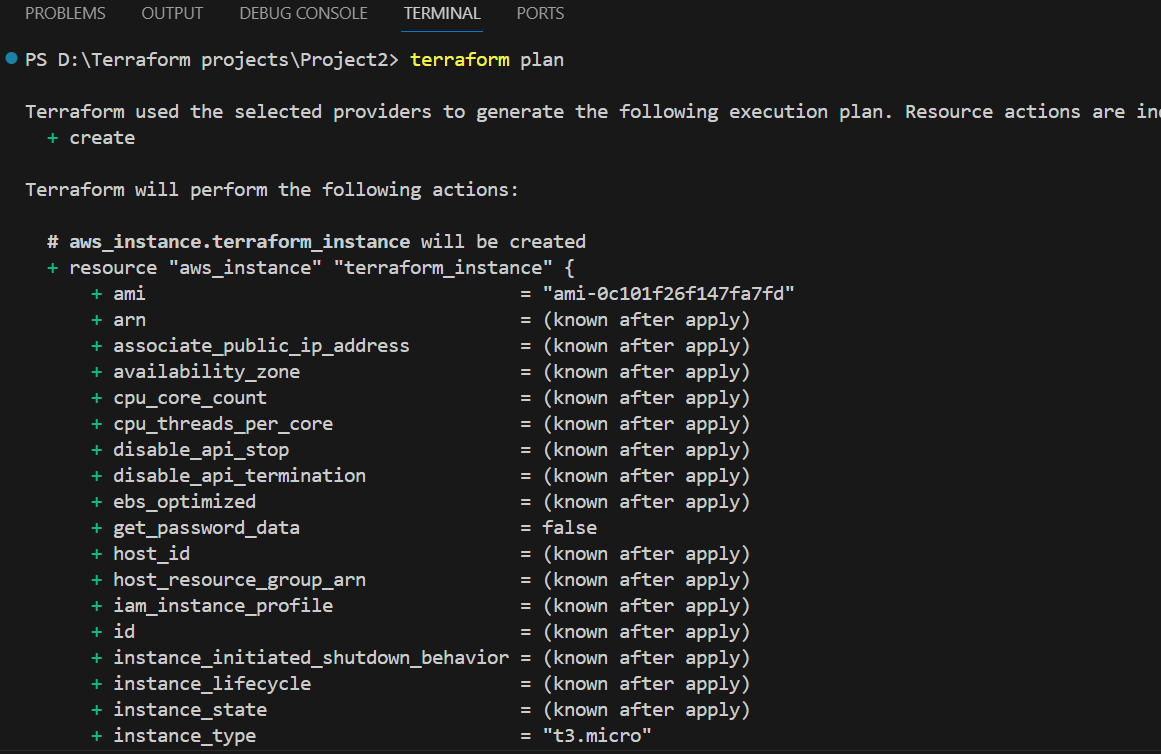 PROBLEMS OUTPUT DEBUG CONSOLE TERMINAL PORTS
PS D:\Terraform projects\Project2> terraform plan
Terraform used the selected providers to generate the following execution plan. Resource actions are in
+ create
Terraform will perform the following actions:
# aws_instance.terraform_instance will be created
+ resource "aws_instance" "terraform_instance" {
+ ami = "ami-0c101f26f147fa7fd"
+ arn = (known after apply)
+ associate_public_ip_address = (known after apply)
+ availability_zone = (known after apply)
+ cpu_core_count = (known after apply)
+ cpu_threads_per_core = (known after apply)
+ disable_api_stop = (known after apply)
+ disable_api_termination = (known after apply)
+ ebs_optimized = (known after apply)
+ get_password_data = false
+ host_id = (known after apply)
+ host_resource_group_arn = (known after apply)
+ iam_instance_profile = (known after apply)
+ id = (known after apply)
+ instance_initiated_shutdown_behavior = (known after apply)
+ instance_lifecycle = (known after apply)
+ instance_state = (known after apply)
+ instance_type = "t3.micro"